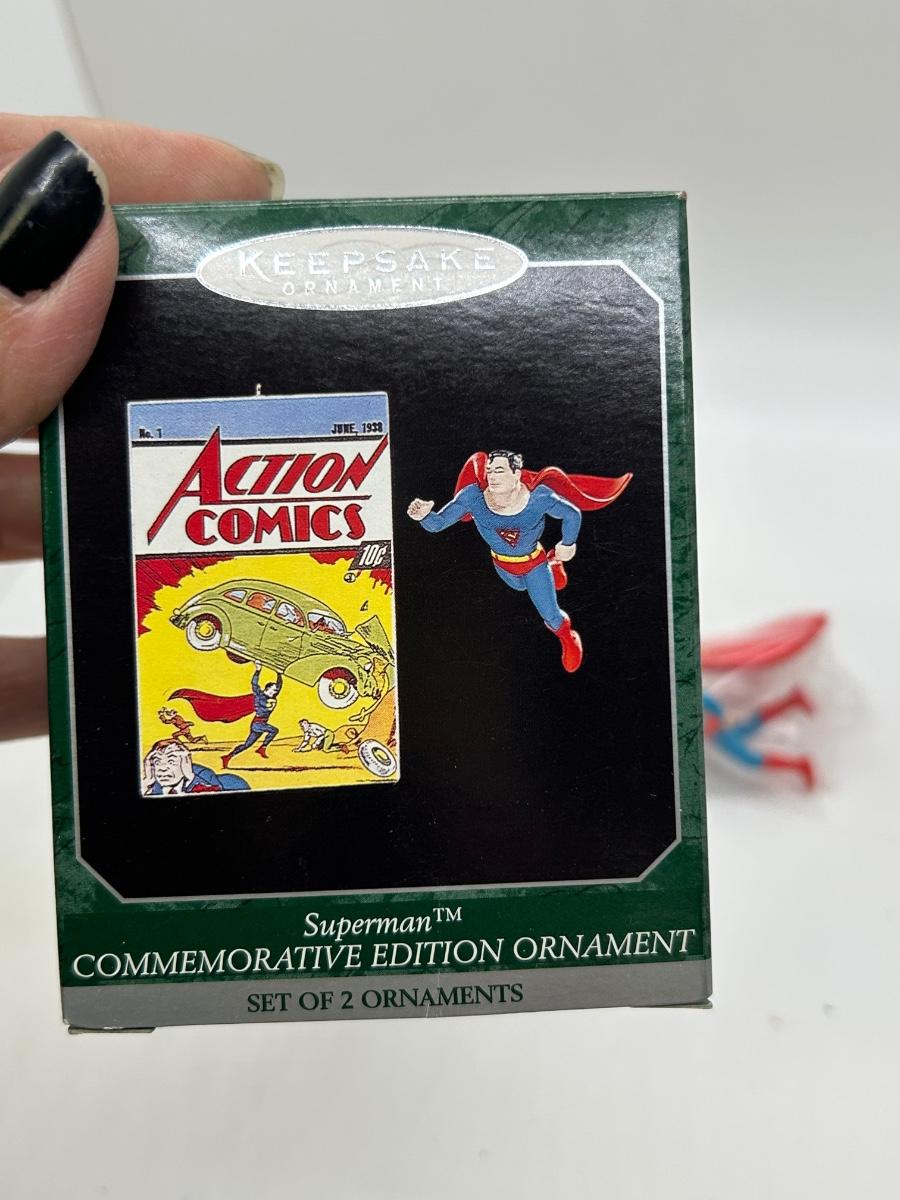 KEEPSAKE
ORNAMENT
No. 1 JUNE, 1938
ACTION
COMICS
10¢
Superman™
COMMEMORATIVE EDITION ORNAMENT
SET OF 2 ORNAMENTS